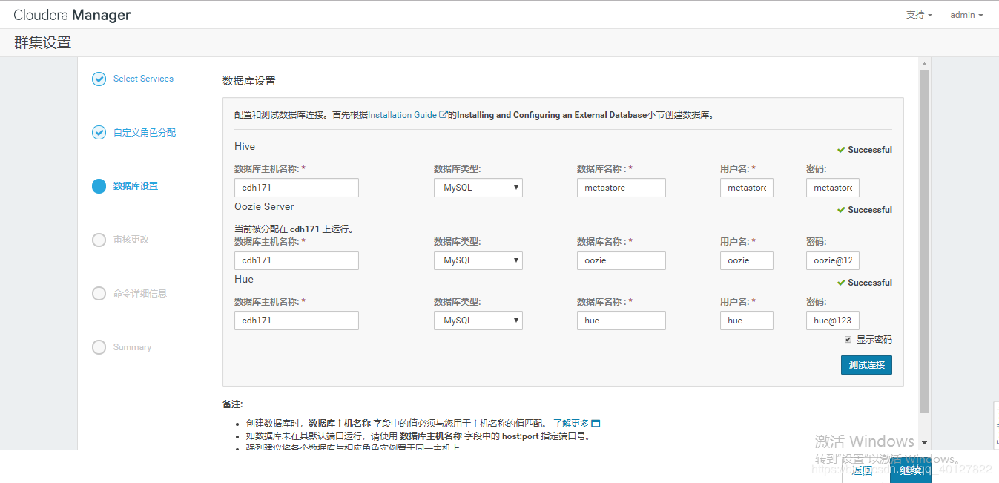 Cloudera Manager
支持 admin
群集设置
Select Services
自定义角色分配
数据库设置
审核更改
命令详细信息
Summary
数据库设置
配置和测试数据库连接。首先根据Installation Guide 的Installing and Configuring an External Database小节创建数据库。
Hive
Successful
数据库主机名称: * 数据库类型: 数据库名称 : * 用户名: * 密码:
cdh171 MySQL metastore metastore metastore
Oozie Server
Successful
当前被分配在 cdh171 上运行。
数据库主机名称: * 数据库类型: 数据库名称 : * 用户名: * 密码:
cdh171 MySQL oozie oozie oozie@12
Hue
Successful
数据库主机名称: * 数据库类型: 数据库名称 : * 用户名: * 密码:
cdh171 MySQL hue hue hue@123
显示密码
测试连接
备注:
创建数据库时，数据库主机名称 字段中的值必须与您用于主机名称的值匹配。 了解更多
如数据库未在其默认端口运行，请使用 数据库主机名称 字段中的 host:port 指定端口号。
强烈建议将各个数据库与相应角色实例置于同一主机上
激活 Windows
转到"设置"以激活 Windows。
返回 继续